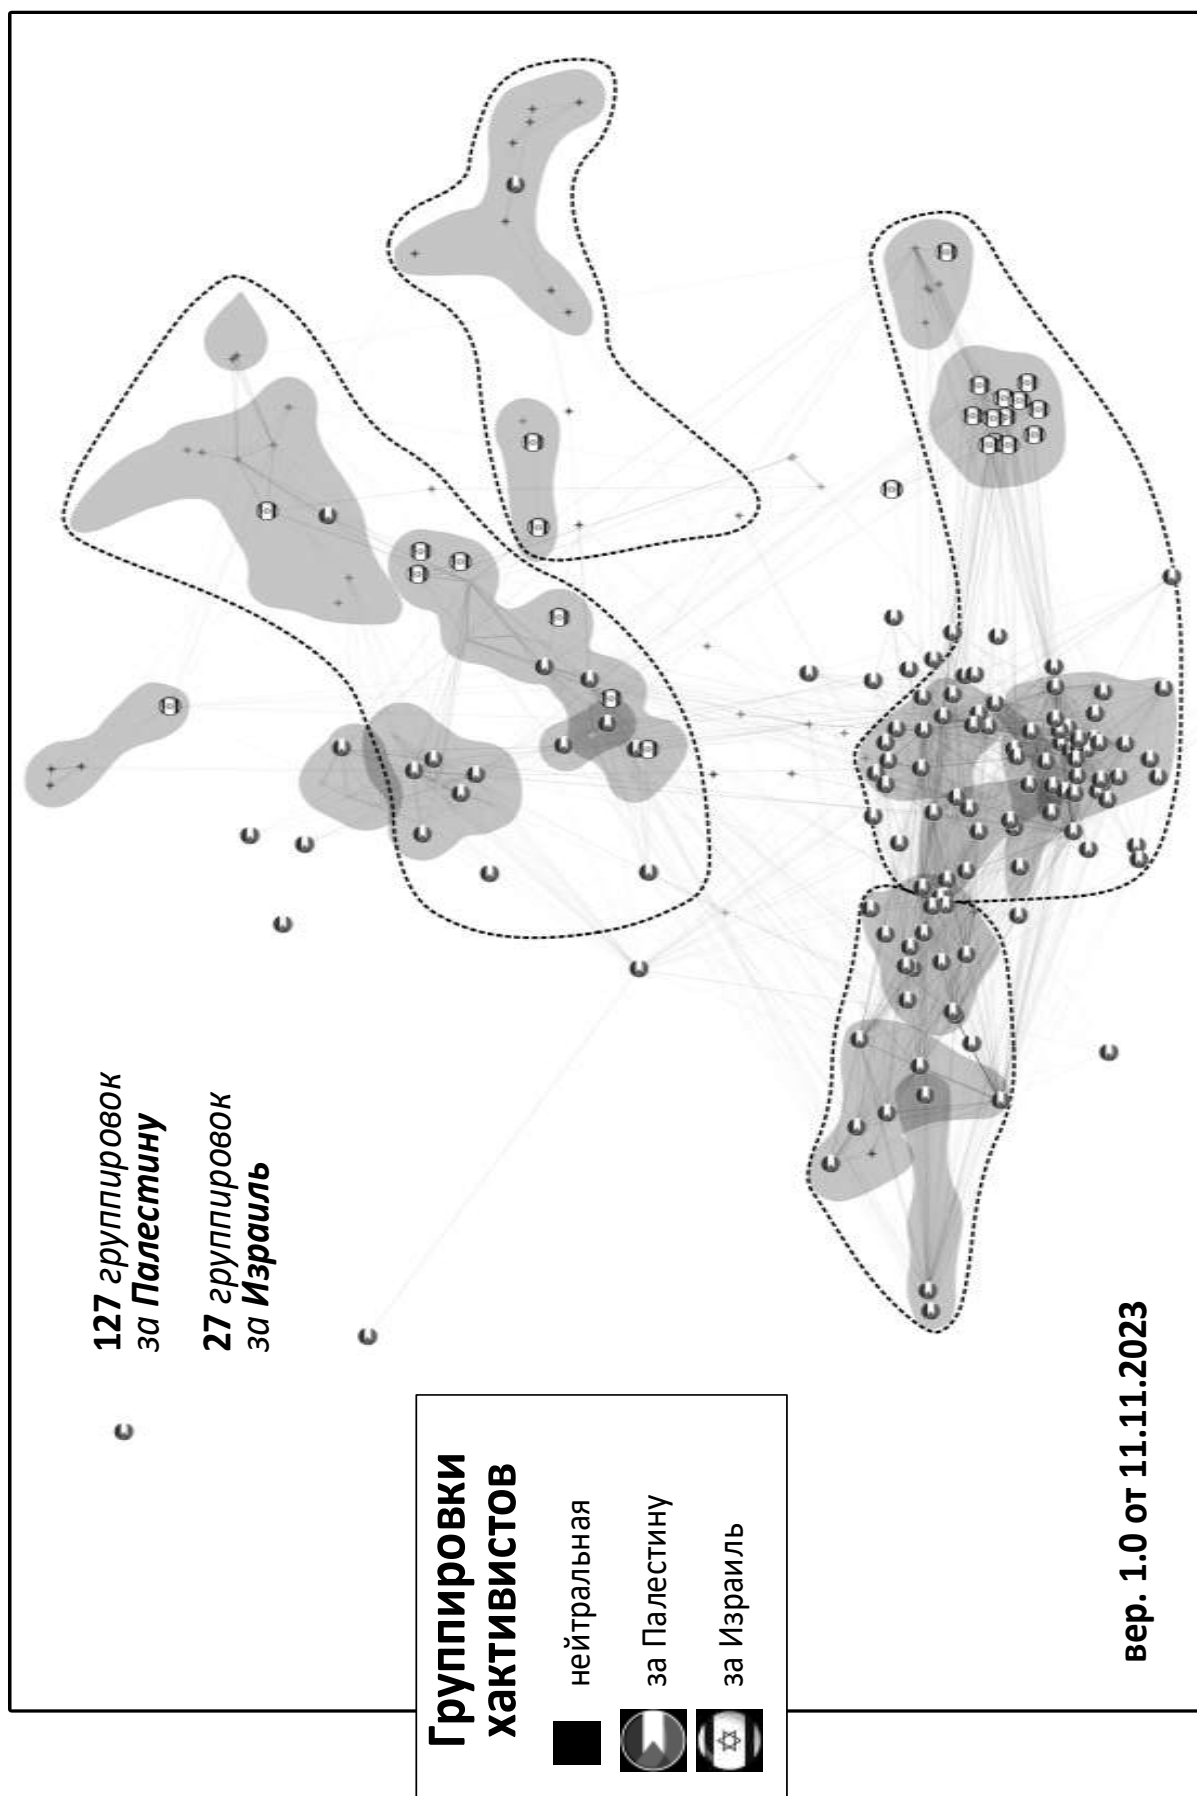 127 группировок
за Палестину
27 группировок
за Израиль
Группировки
хактивистов
нейтральная
за Палестину
за Израиль
вер. 1.0 от 11.11.2023